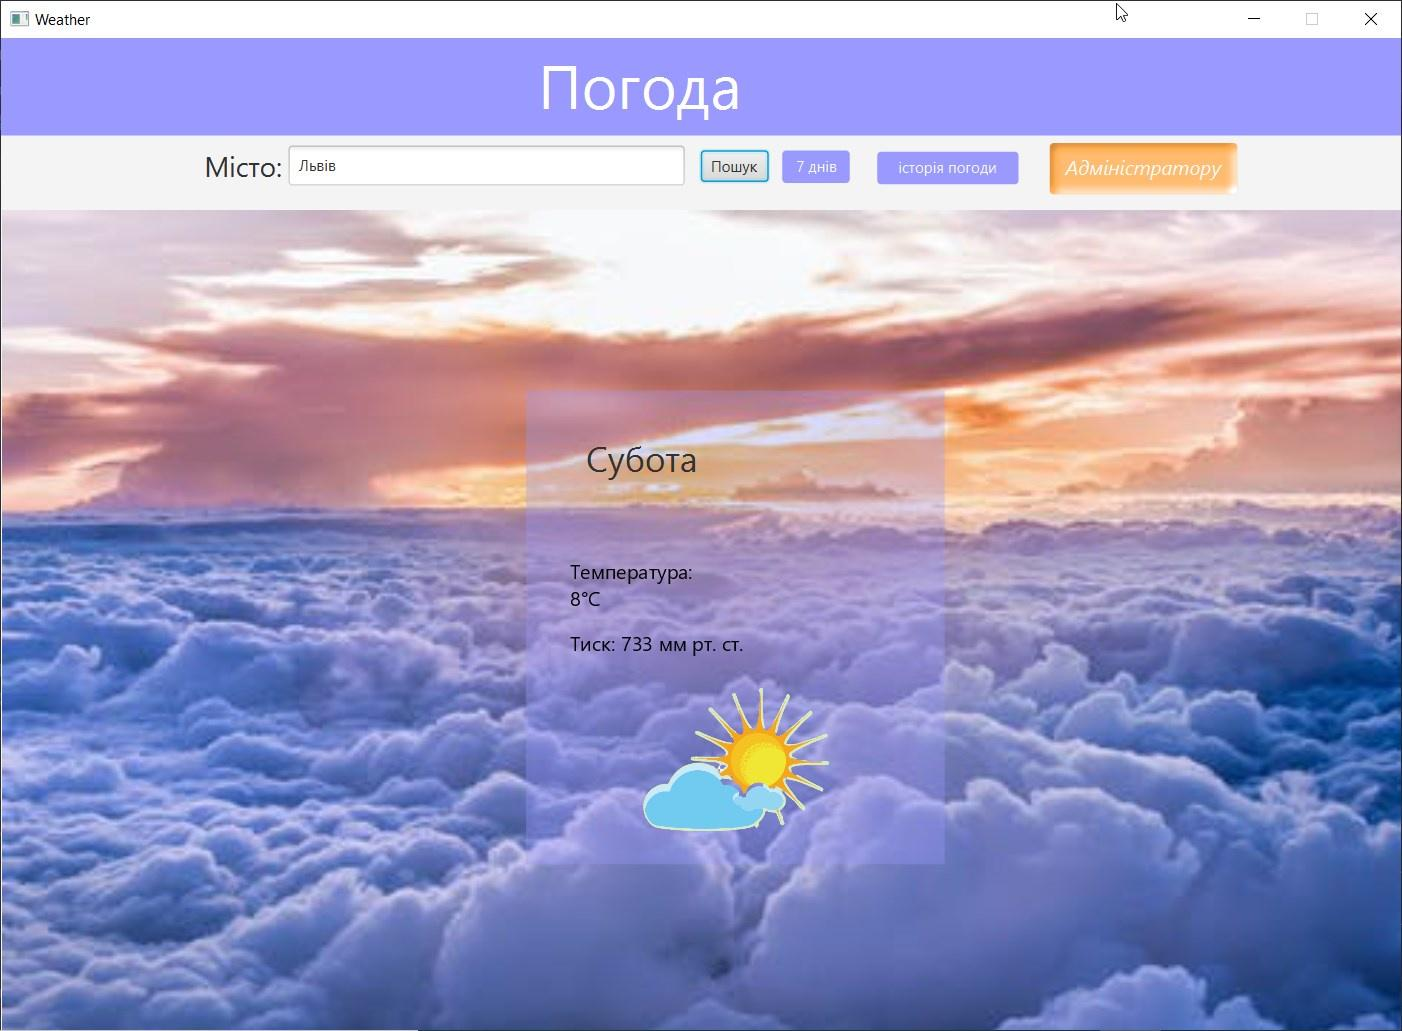 Weather
Погода
Місто: Львів Пошук 7 днів історія погоди Адміністратору
Субота
Температура:
8°C
Тиск: 733 мм рт. ст.